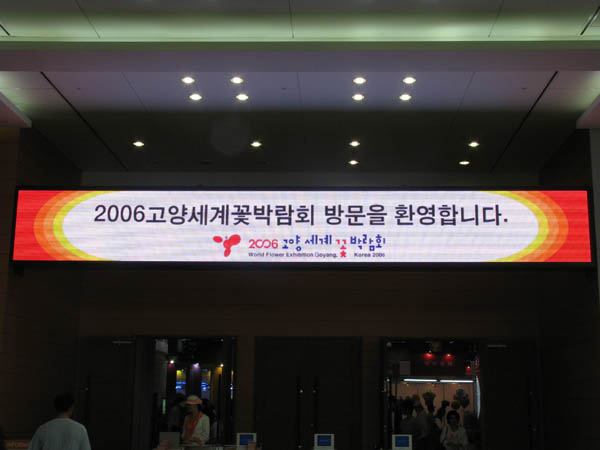 2006고양세계꽃박람회 방문을 환영합니다.
2006 고양 세계 꽃 박람회
World Flower Exhibition Goyang, Korea 2006